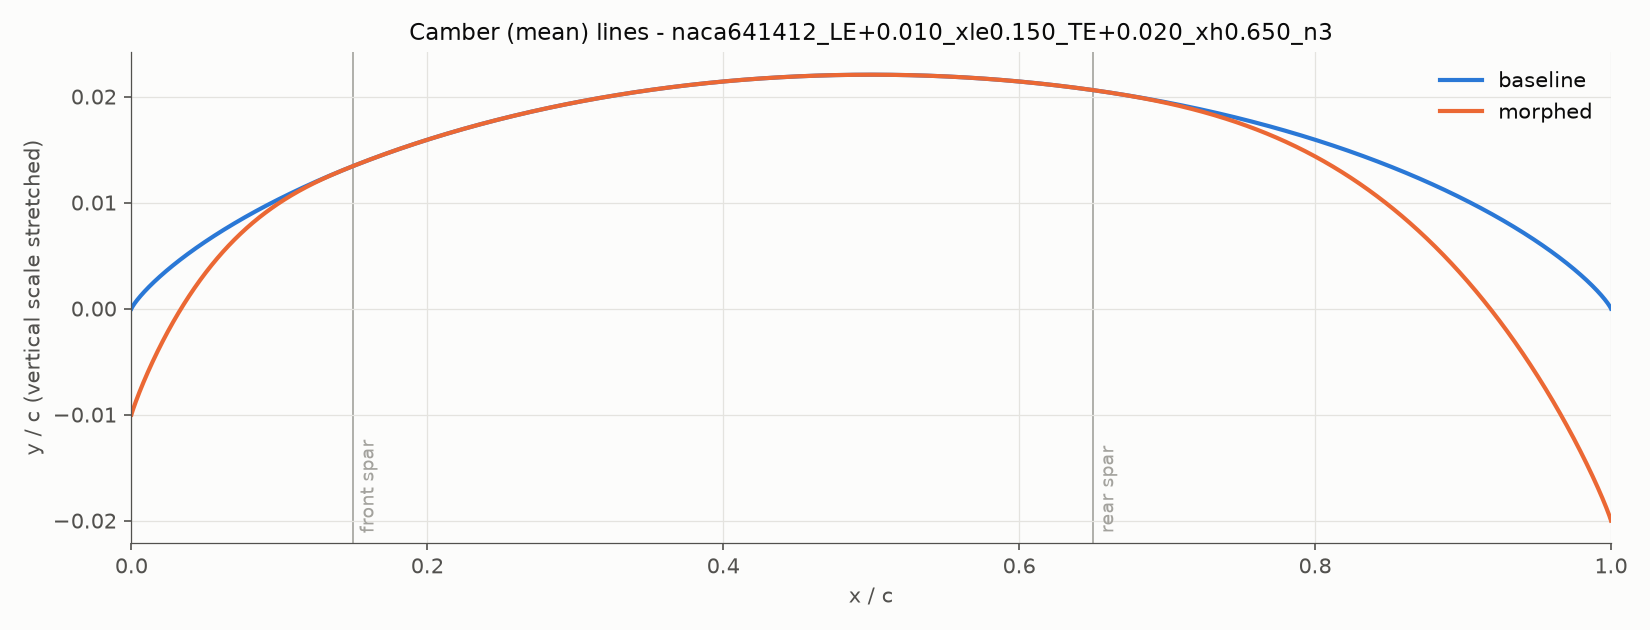 Camber (mean) lines - naca641412_LE+0.010_xle0.150_TE+0.020_xh0.650_n3
baseline
morphed
y / c (vertical scale stretched)
0.02
0.01
0.00
−0.01
−0.02
front spar
rear spar
0.0 0.2 0.4 0.6 0.8 1.0
x / c